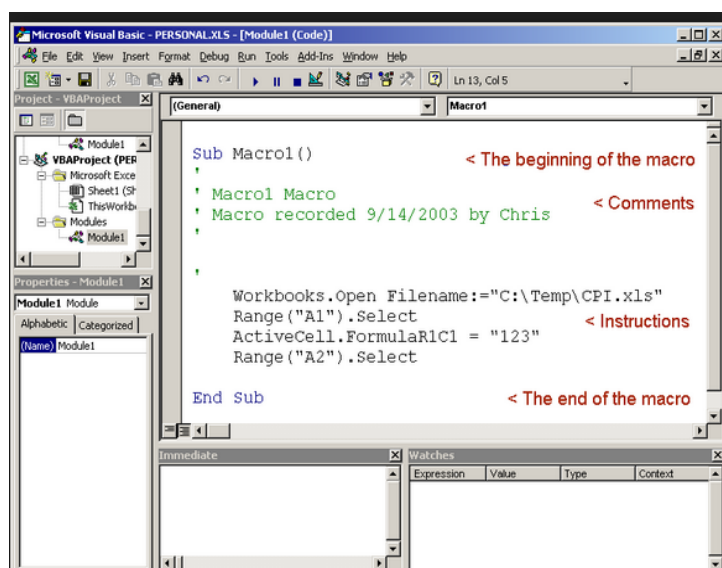 Microsoft Visual Basic - PERSONAL.XLS - [Module1 (Code)]
File Edit View Insert Format Debug Run Tools Add-Ins Window Help
Ln 13, Col 5
Project - VBAProject
(General) Macro1
Module1
VBAProject (PER
Microsoft Exce
Sheet1 (Sh
ThisWorkb
Modules
Module1
Properties - Module1
Module1 Module
Alphabetic Categorized
(Name) Module1
Sub Macro1() < The beginning of the macro
'
' Macro1 Macro
' Macro recorded 9/14/2003 by Chris < Comments
'
'
Workbooks.Open Filename:="C:\Temp\CPI.xls"
Range("A1").Select
ActiveCell.FormulaR1C1 = "123" < Instructions
Range("A2").Select
End Sub < The end of the macro
Immediate
Watches
Expression Value Type Context